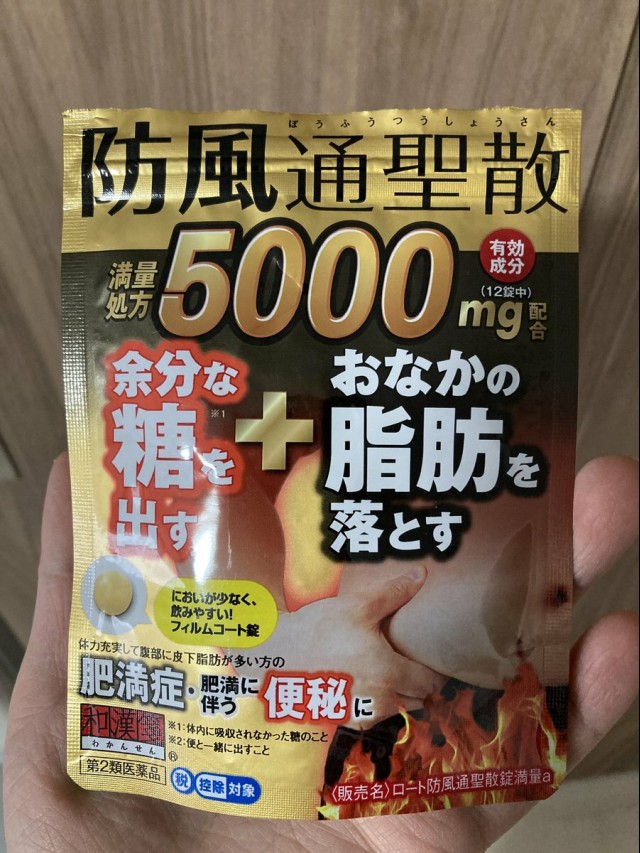 ぼうふうつうしょうさん
防風通聖散
満量
処方
5000
mg
配合
有効
成分
(12錠中)
余分な
糖を
※1
出す
+
おなかの
脂肪を
落とす
においが少なく、
飲みやすい!
フィルムコート錠
体力充実して腹部に皮下脂肪が多い方の
肥満症・肥満に伴う便秘に
和漢箋
わかんせん
®
※1:体内に吸収されなかった糖のこと
※2:便と一緒に出すこと
第2類医薬品
税 控除 対象
〈販売名〉ロート防風通聖散錠満量a